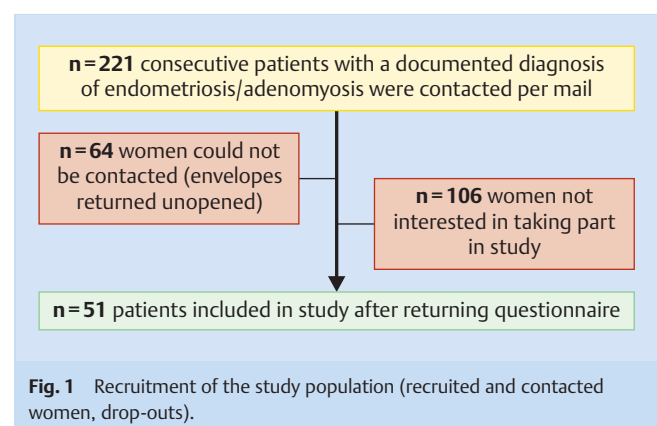 n=221 consecutive patients with a documented diagnosis
of endometriosis/adenomyosis were contacted per mail
n=64 women could not
be contacted (envelopes
returned unopened)
n=106 women not
interested in taking part
in study
n=51 patients included in study after returning questionnaire
Fig. 1 Recruitment of the study population (recruited and contacted
women, drop-outs).